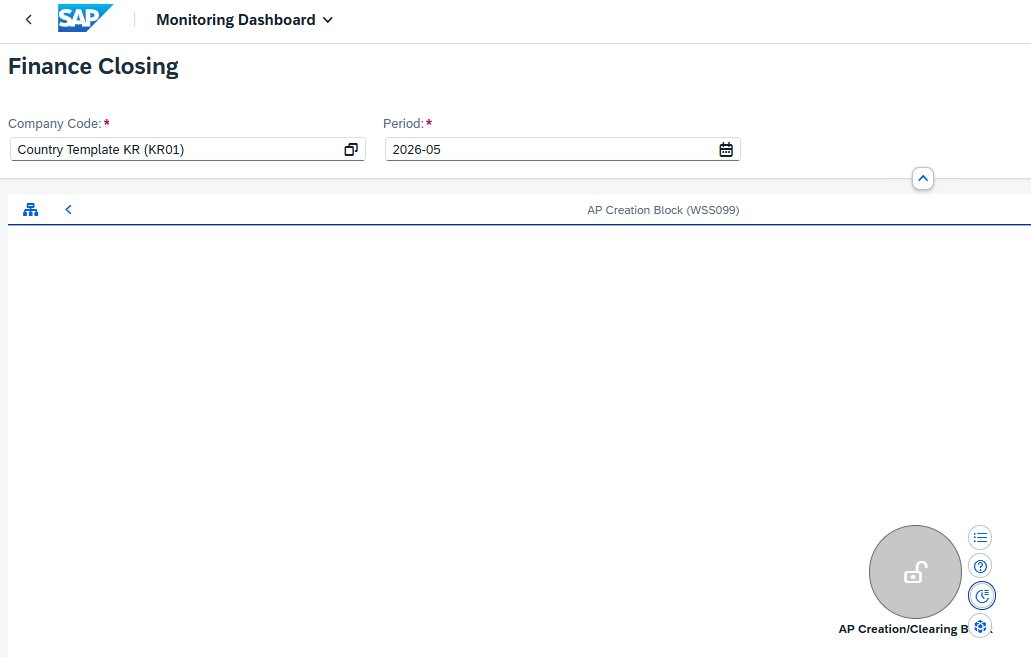 SAP
Monitoring Dashboard
Finance Closing
Company Code:*
Period:*
Country Template KR (KR01)
2026-05
AP Creation Block (WSS099)
AP Creation/Clearing